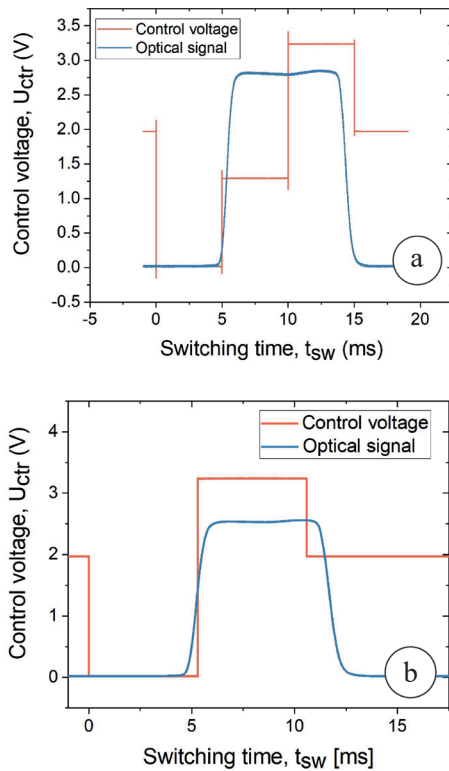 Control voltage
Optical signal
3.5
3.0
2.5
2.0
1.5
1.0
0.5
0.0
-0.5
Control voltage, Uctr (V)
-5 0 5 10 15 20
Switching time, tsw (ms)
a
Control voltage
Optical signal
4
3
2
1
0
Control voltage, Uctr (V)
0 5 10 15
Switching time, tsw [ms]
b